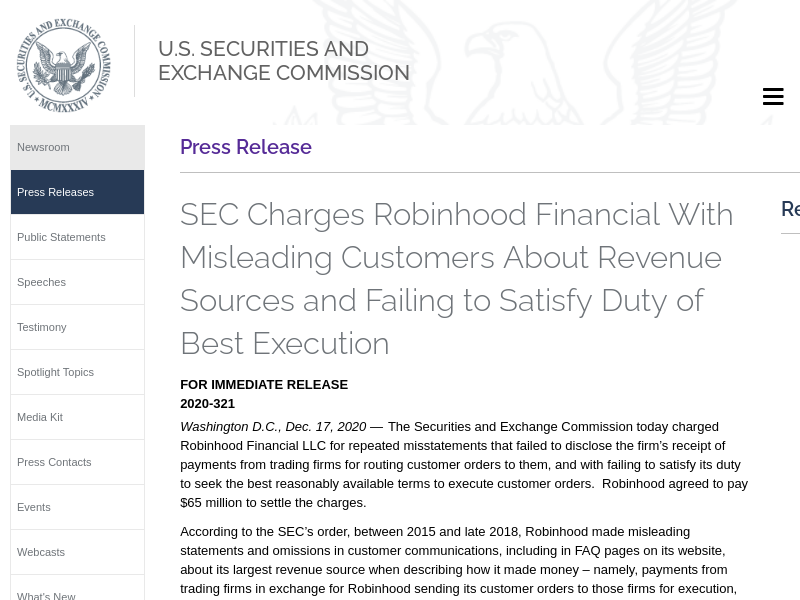 SECURITIES AND EXCHANGE COMMISSION
U.S.
MCMXXXIV
U.S. SECURITIES AND
EXCHANGE COMMISSION
Newsroom
Press Releases
Public Statements
Speeches
Testimony
Spotlight Topics
Media Kit
Press Contacts
Events
Webcasts
What's New
Press Release
SEC Charges Robinhood Financial With
Misleading Customers About Revenue
Sources and Failing to Satisfy Duty of
Best Execution
FOR IMMEDIATE RELEASE
2020-321
Washington D.C., Dec. 17, 2020 — The Securities and Exchange Commission today charged
Robinhood Financial LLC for repeated misstatements that failed to disclose the firm’s receipt of
payments from trading firms for routing customer orders to them, and with failing to satisfy its duty
to seek the best reasonably available terms to execute customer orders.  Robinhood agreed to pay
$65 million to settle the charges.
According to the SEC’s order, between 2015 and late 2018, Robinhood made misleading
statements and omissions in customer communications, including in FAQ pages on its website,
about its largest revenue source when describing how it made money – namely, payments from
trading firms in exchange for Robinhood sending its customer orders to those firms for execution,
Re